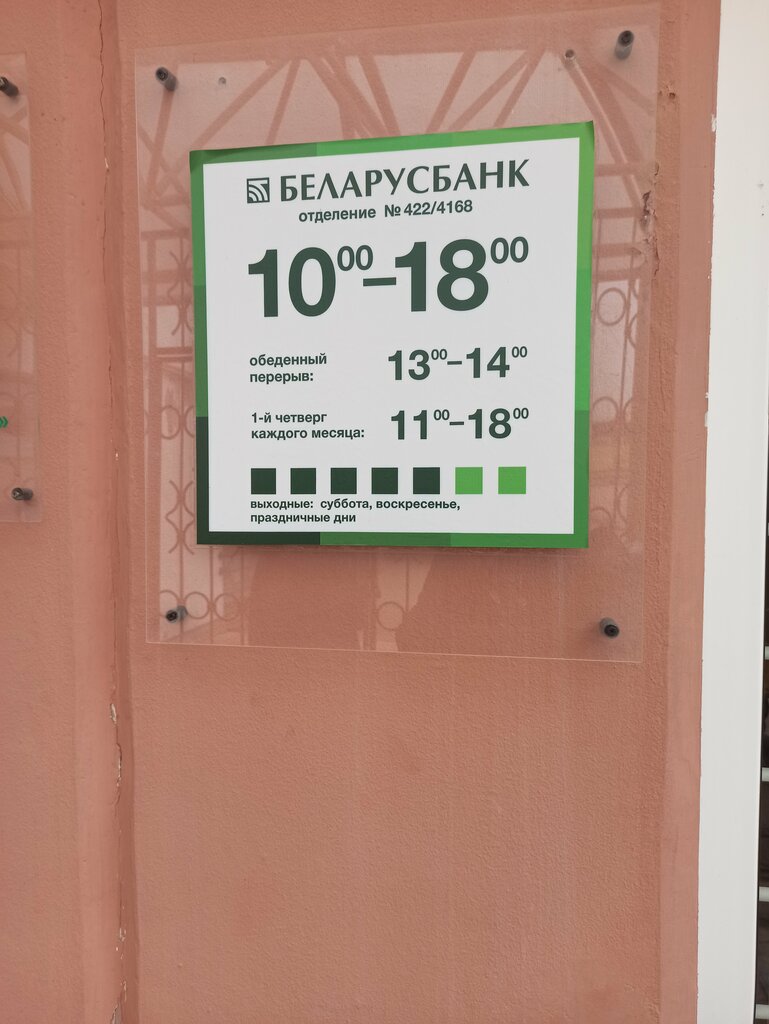 БЕЛАРУСБАНК
отделение № 422/4168
10⁰⁰–18⁰⁰
обеденный
перерыв: 13⁰⁰–14⁰⁰
1-й четверг
каждого месяца: 11⁰⁰–18⁰⁰
выходные: суббота, воскресенье,
праздничные дни